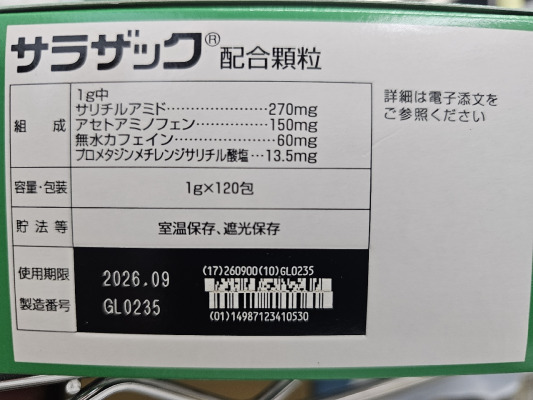 サラザック® 配合顆粒
組成
1g中
サリチルアミド…………………270mg
アセトアミノフェン……………150mg
無水カフェイン…………………60mg
プロメタジンメチレンジサリチル酸塩…13.5mg
詳細は電子添文を
ご参照ください
容量・包装
1g×120包
貯法等
室温保存、遮光保存
使用期限
2026.09
製造番号
GL0235
(17)260900(10)GL0235
(01)14987123410530